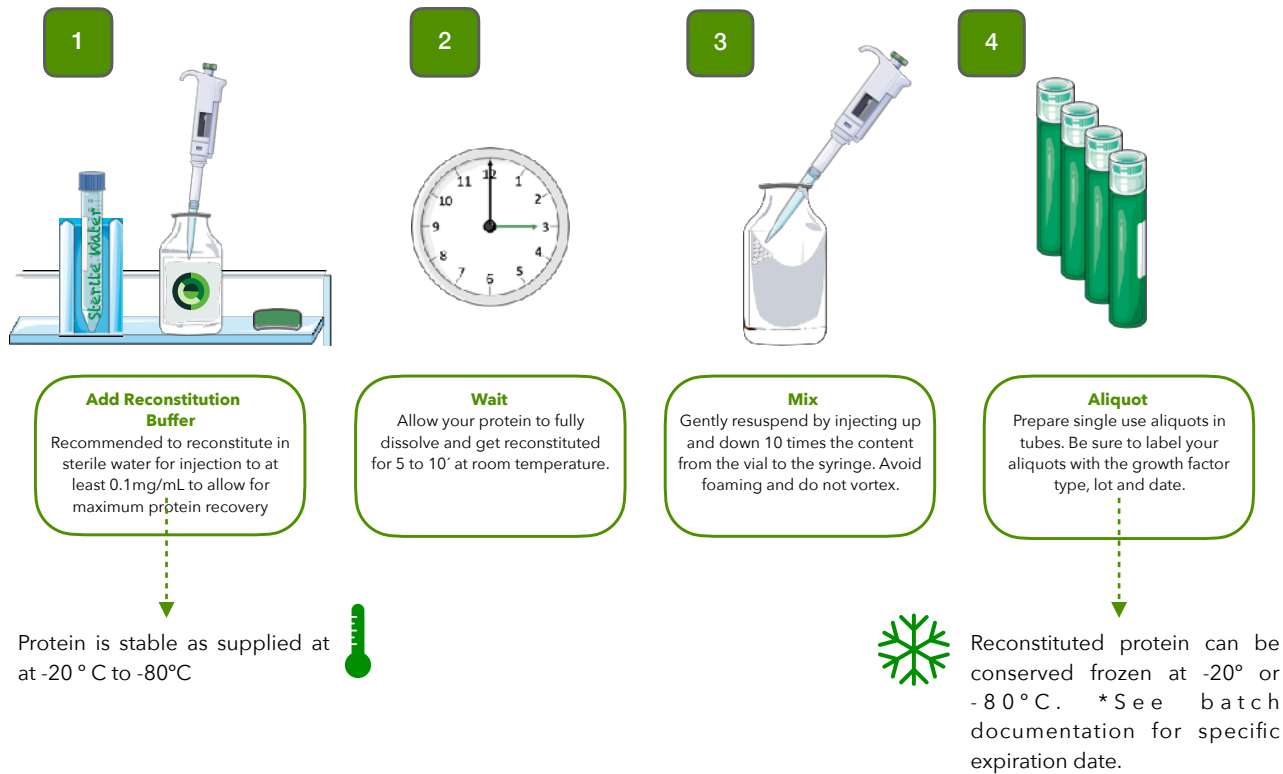 1
2
3
4
Sterile Water
12
1
2
3
4
5
6
7
8
9
10
11
Add Reconstitution
Buffer
Recommended to reconstitute in
sterile water for injection to at
least 0.1mg/mL to allow for
maximum protein recovery
Wait
Allow your protein to fully
dissolve and get reconstituted
for 5 to 10´ at room temperature.
Mix
Gently resuspend by injecting up
and down 10 times the content
from the vial to the syringe. Avoid
foaming and do not vortex.
Aliquot
Prepare single use aliquots in
tubes. Be sure to label your
aliquots with the growth factor
type, lot and date.
Protein is stable as supplied at
at -20 º C to -80ºC
Reconstituted protein can be
conserved frozen at -20º or
-80ºC. *See batch
documentation for specific
expiration date.